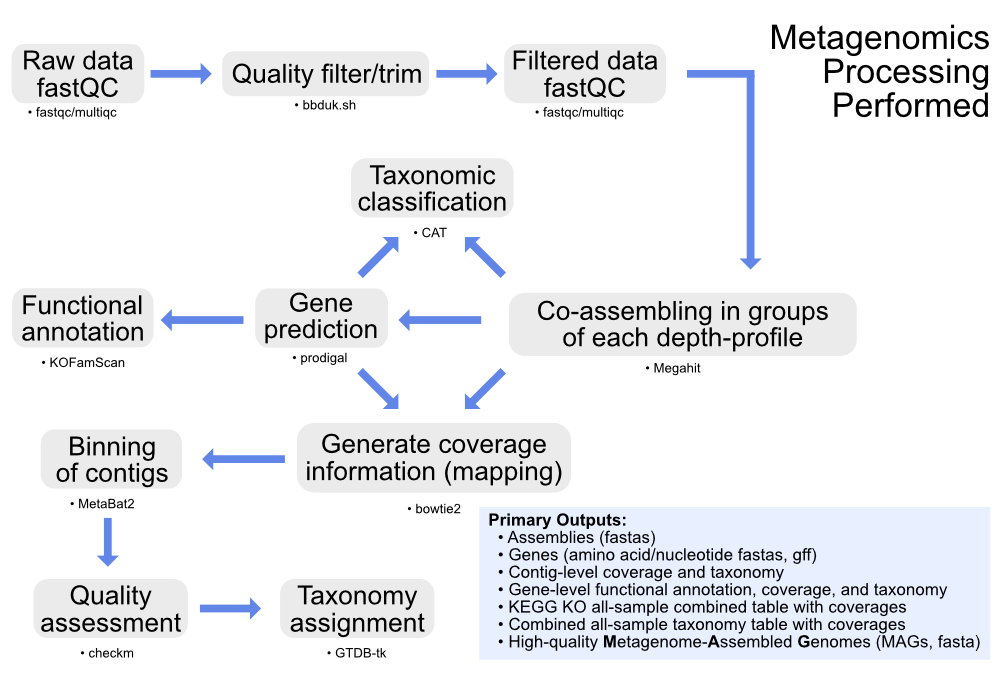 Metagenomics
Processing
Performed
Raw data
fastQC
• fastqc/multiqc
Quality filter/trim
• bbduk.sh
Filtered data
fastQC
• fastqc/multiqc
Taxonomic
classification
• CAT
Functional
annotation
• KOFamScan
Gene
prediction
• prodigal
Co-assembling in groups
of each depth-profile
• Megahit
Binning
of contigs
• MetaBat2
Generate coverage
information (mapping)
• bowtie2
Quality
assessment
• checkm
Taxonomy
assignment
• GTDB-tk
Primary Outputs:
• Assemblies (fastas)
• Genes (amino acid/nucleotide fastas, gff)
• Contig-level coverage and taxonomy
• Gene-level functional annotation, coverage, and taxonomy
• KEGG KO all-sample combined table with coverages
• Combined all-sample taxonomy table with coverages
• High-quality Metagenome-Assembled Genomes (MAGs, fasta)